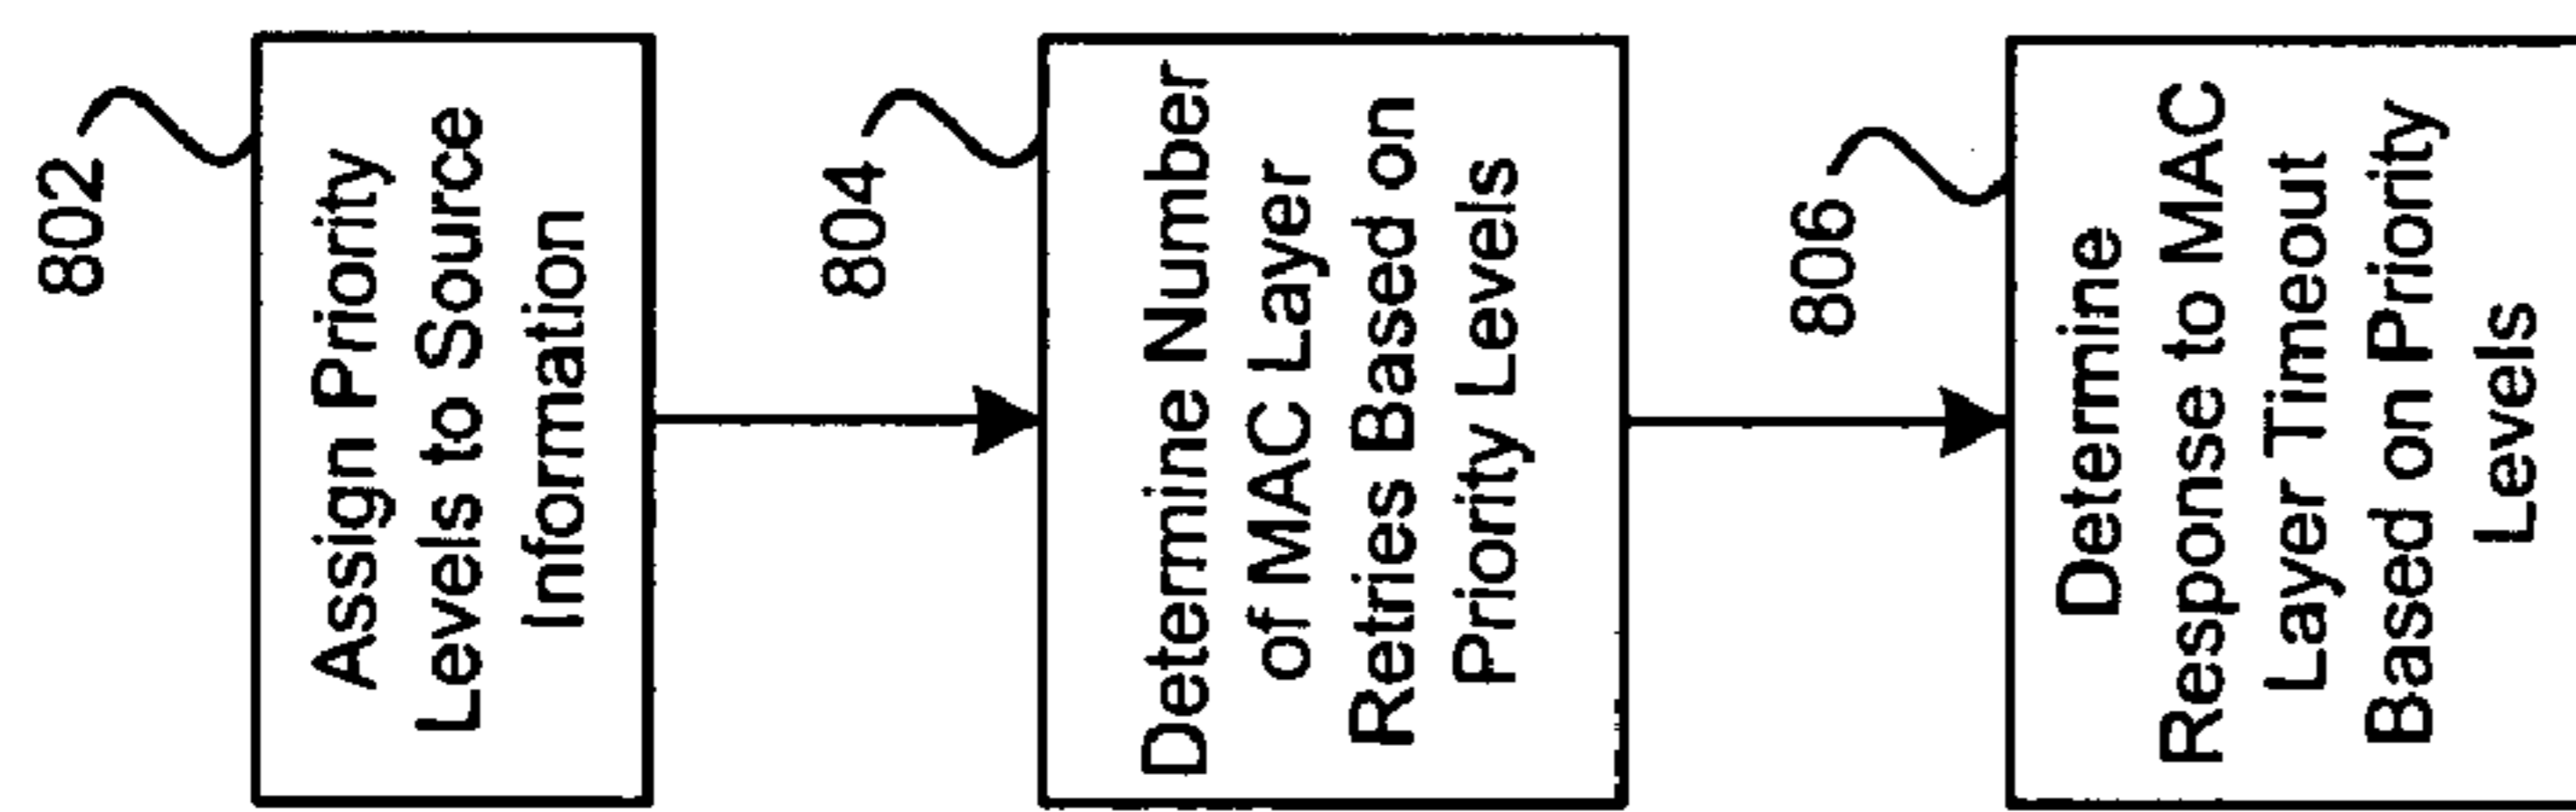 802
Assign Priority
Levels to Source
Information
804
Determine Number
of MAC Layer
Retries Based on
Priority Levels
806
Determine
Response to MAC
Layer Timeout
Based on Priority
Levels